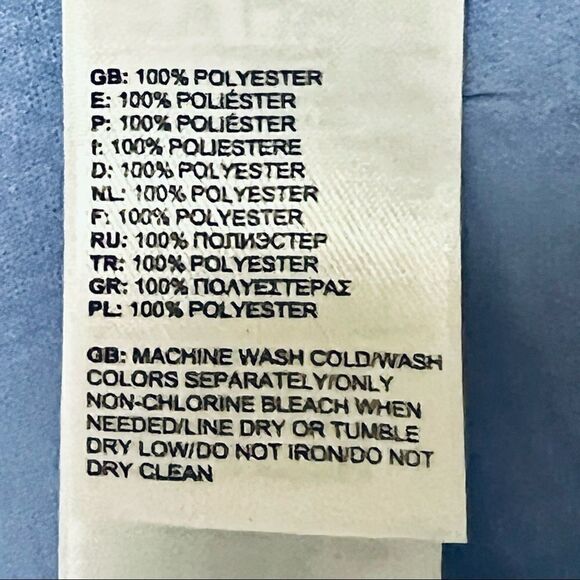 GB: 100% POLYESTER
E: 100% POLIÉSTER
P: 100% POLIÉSTER
I: 100% POLIESTERE
D: 100% POLYESTER
NL: 100% POLYESTER
F: 100% POLYESTER
RU: 100% ПОЛИЭСТЕР
TR: 100% POLYESTER
GR: 100% ΠΟΛΥΕΣΤΕΡΑΣ
PL: 100% POLYESTER
GB: MACHINE WASH COLD/WASH
COLORS SEPARATELY/ONLY
NON-CHLORINE BLEACH WHEN
NEEDED/LINE DRY OR TUMBLE
DRY LOW/DO NOT IRON/DO NOT
DRY CLEAN